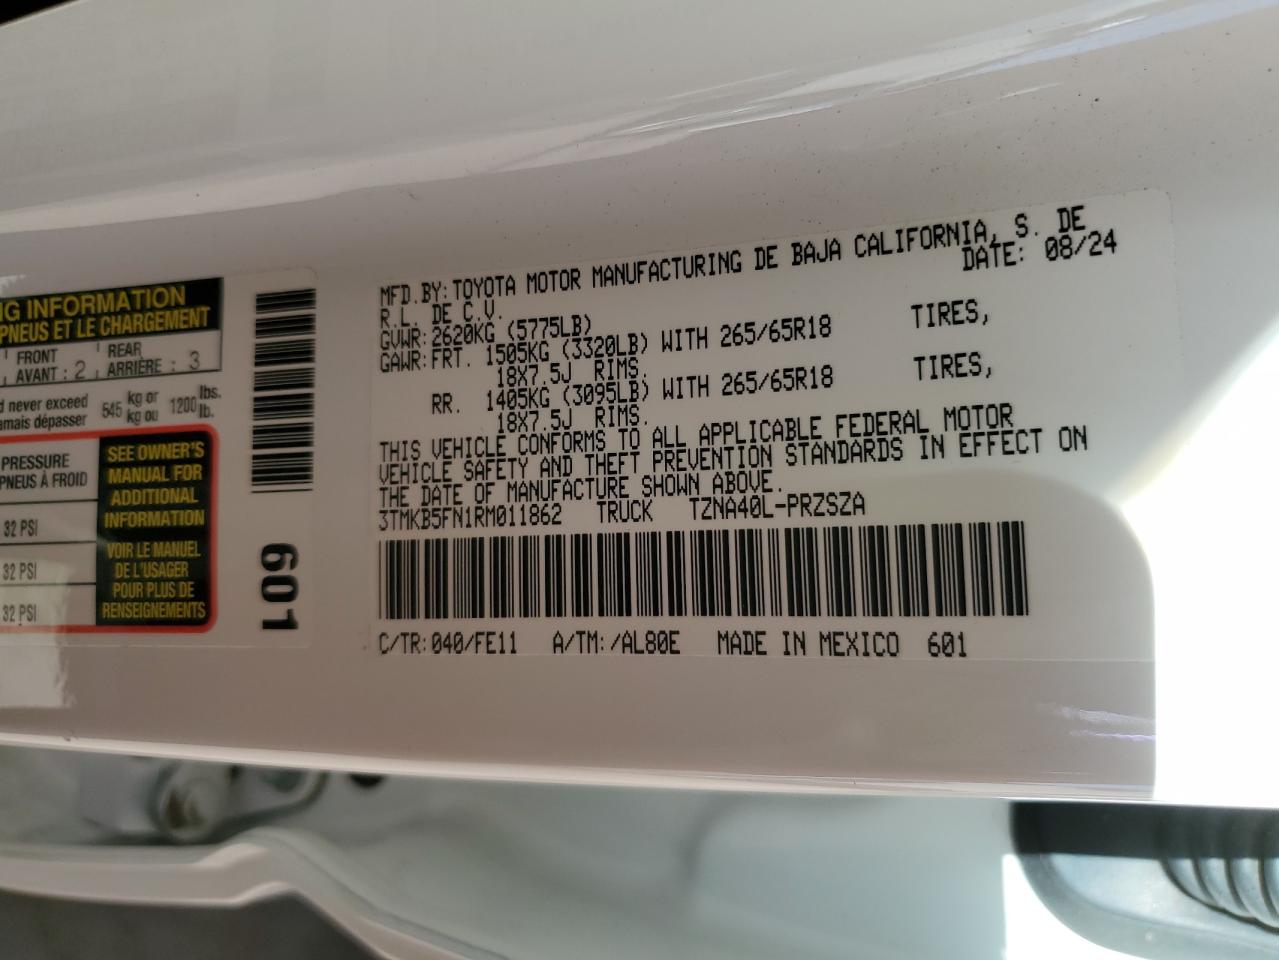 NG INFORMATION
PNEUS ET LE CHARGEMENT
FRONT
AVANT : 2
REAR
ARRIÈRE : 3
d never exceed
amais dépasser
545 kg or
kg ou
1200 lbs.
lb.
PRESSURE
PNEUS À FROID
32 PSI
32 PSI
32 PSI
SEE OWNER'S
MANUAL FOR
ADDITIONAL
INFORMATION
VOIR LE MANUEL
DE L'USAGER
POUR PLUS DE
RENSEIGNEMENTS
601
MFD.BY:TOYOTA MOTOR MANUFACTURING DE BAJA CALIFORNIA, S. DE
R.L. DE C.V. DATE: 08/24
GVWR:2620KG (5775LB)
GAWR:FRT. 1505KG (3320LB) WITH 265/65R18 TIRES,
18X7.5J RIMS.
RR. 1405KG (3095LB) WITH 265/65R18 TIRES,
18X7.5J RIMS.
THIS VEHICLE CONFORMS TO ALL APPLICABLE FEDERAL MOTOR
VEHICLE SAFETY AND THEFT PREVENTION STANDARDS IN EFFECT ON
THE DATE OF MANUFACTURE SHOWN ABOVE.
3TMKB5FN1RM011862 TRUCK TZNA40L-PRZSZA
C/TR:040/FE11 A/TM:/AL80E MADE IN MEXICO 601